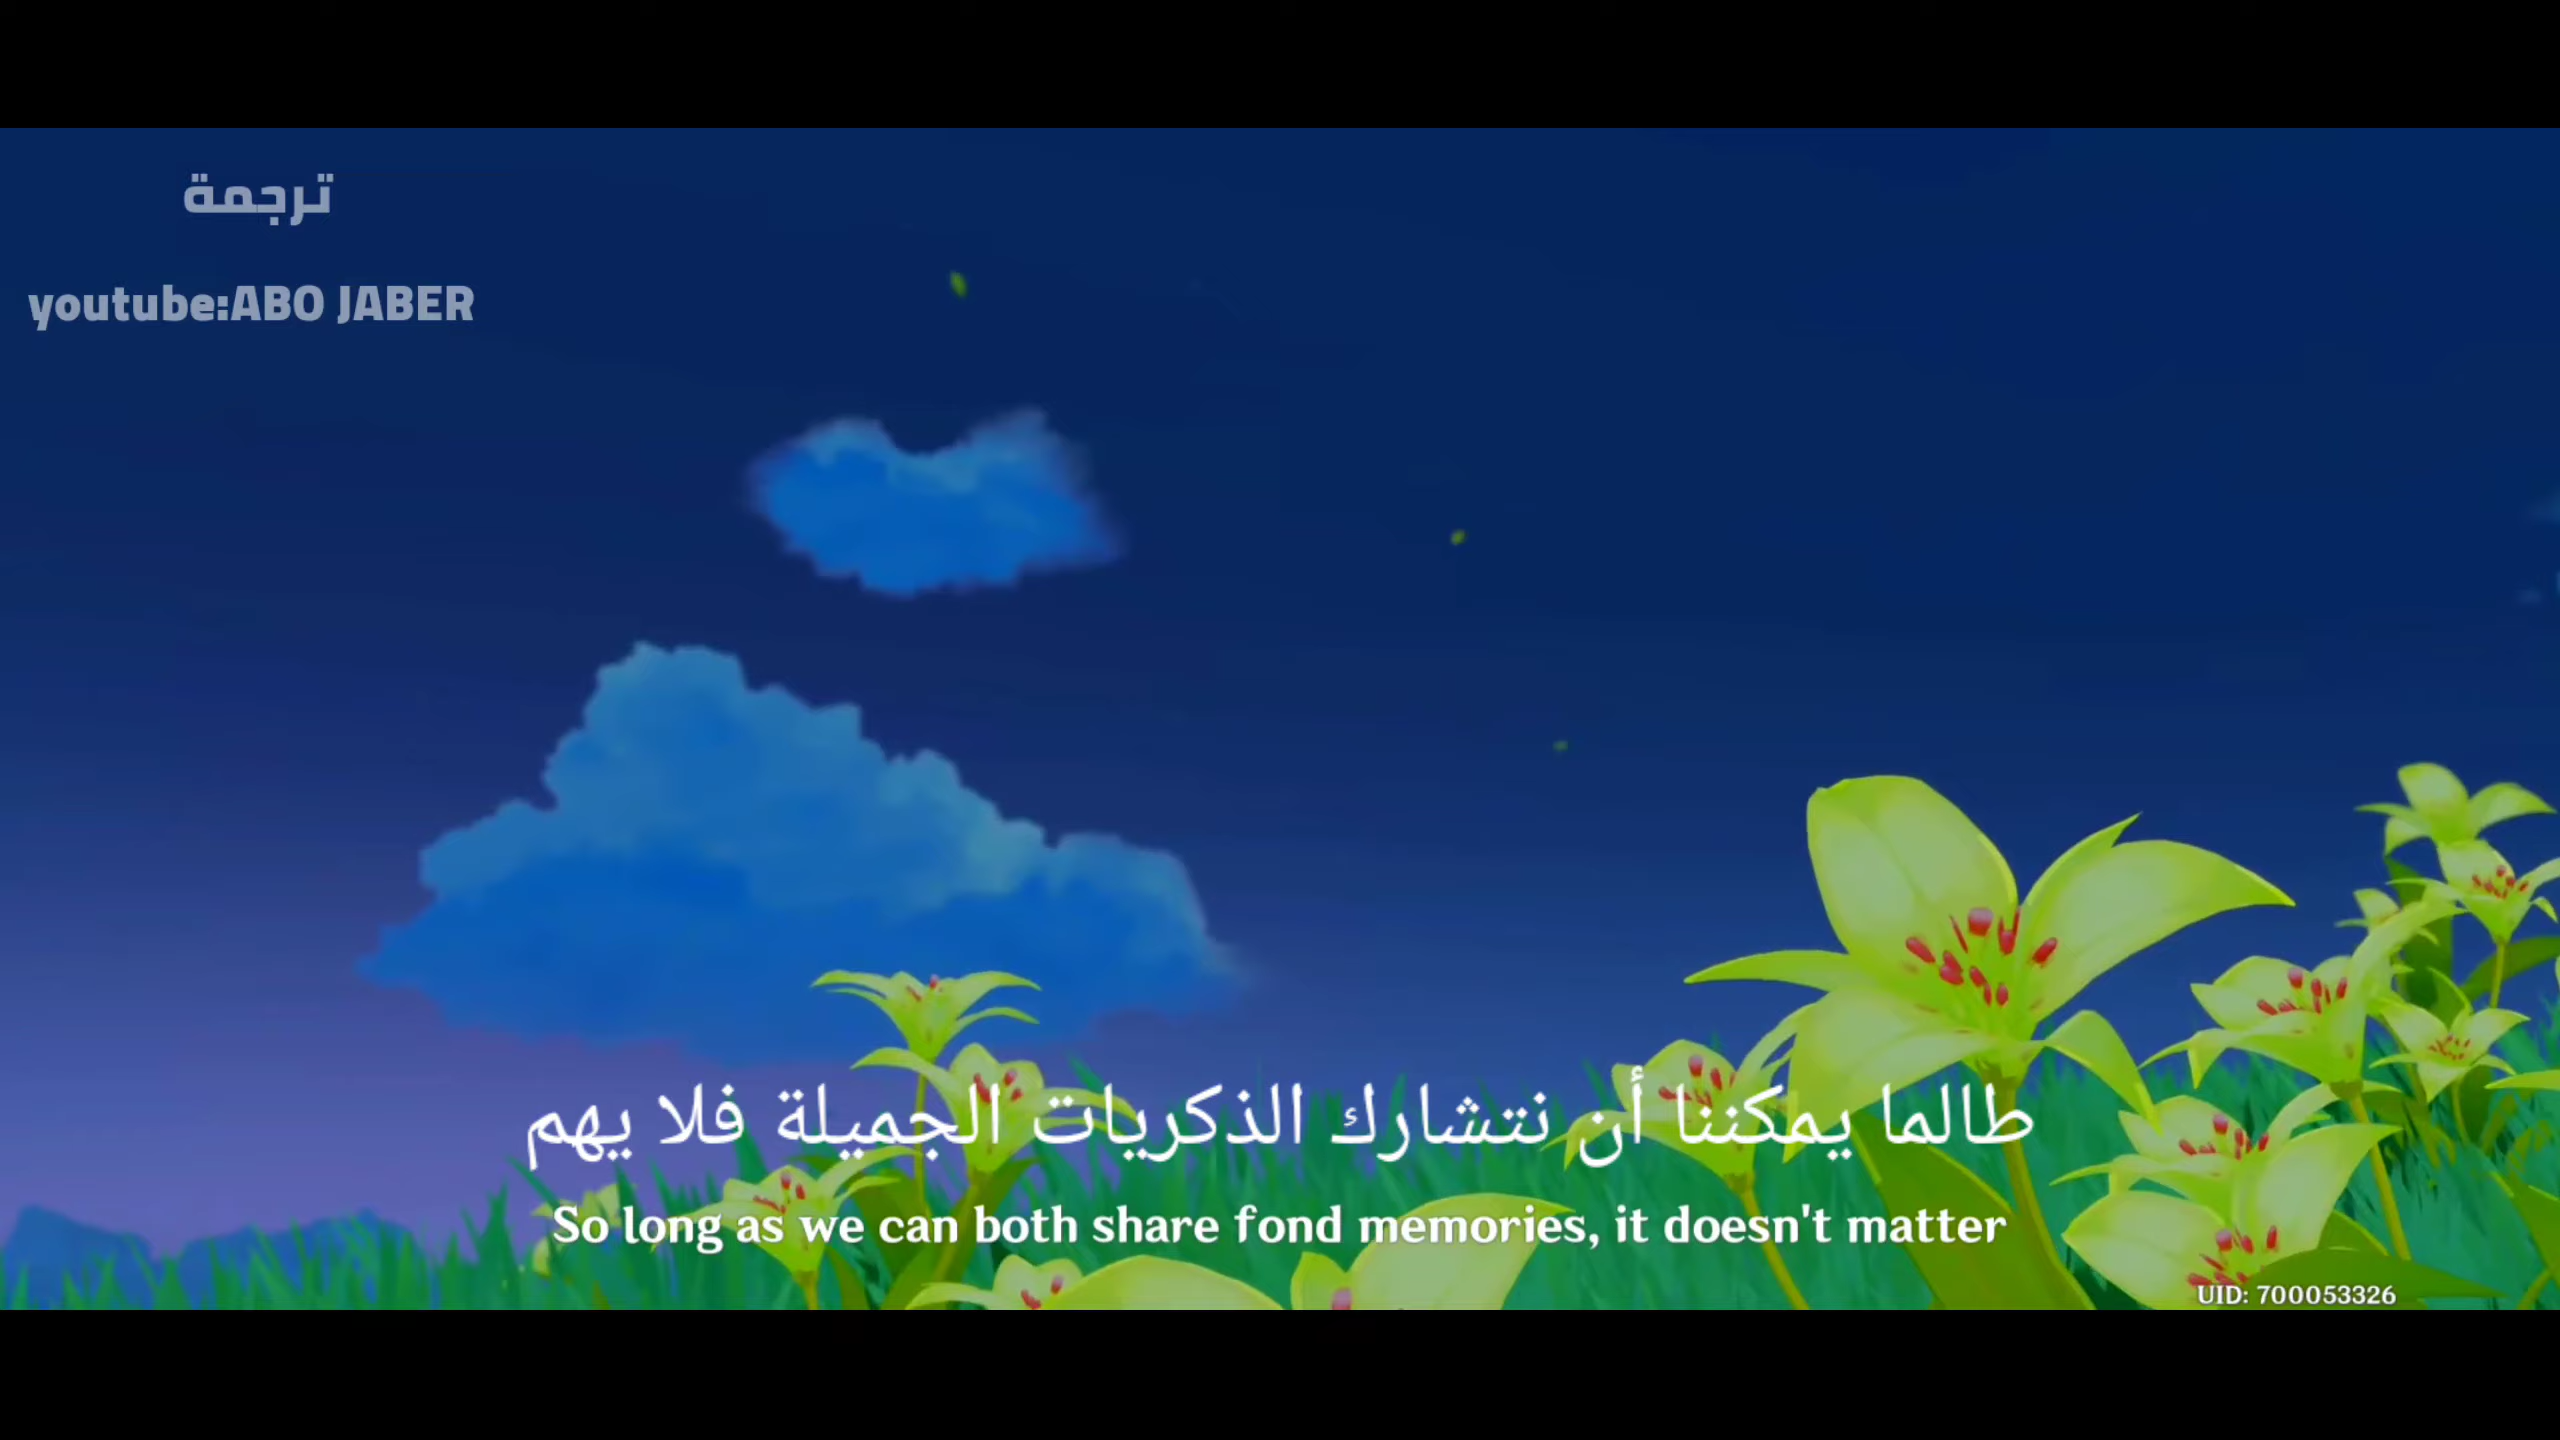 ترجمة
youtube:ABO JABER
طالما يمكننا أن نتشارك الذكريات الجميلة فلا يهم
So long as we can both share fond memories, it doesn't matter
UID: 700053326